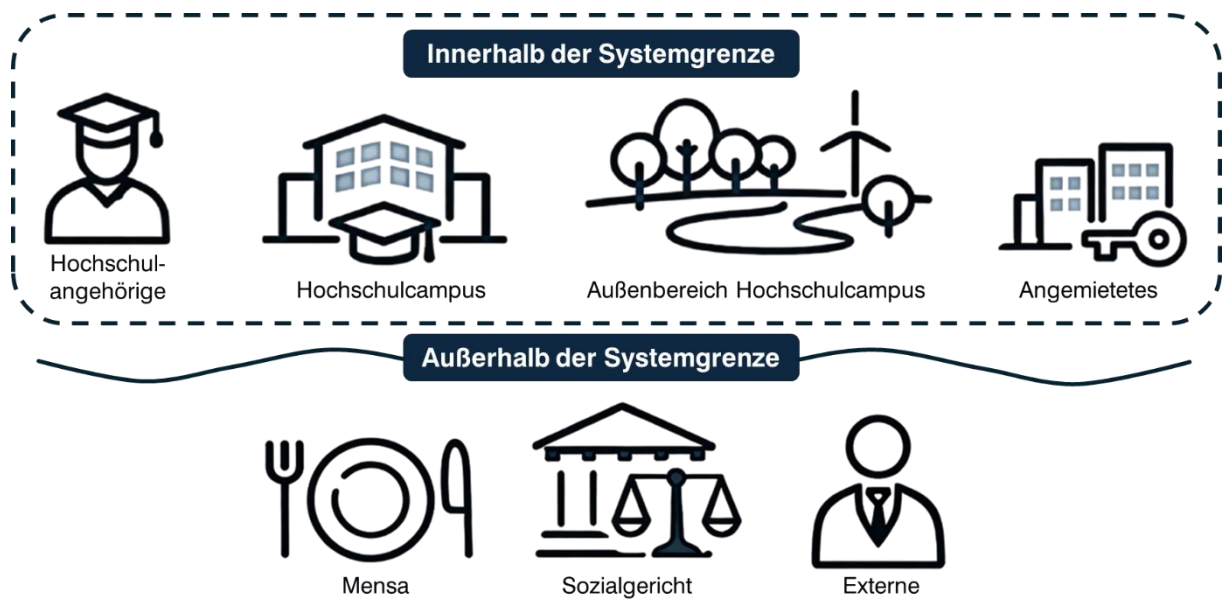 Innerhalb der Systemgrenze
Hochschul-
angehörige
Hochschulcampus
Außenbereich Hochschulcampus
Angemietetes
Außerhalb der Systemgrenze
Mensa
Sozialgericht
Externe